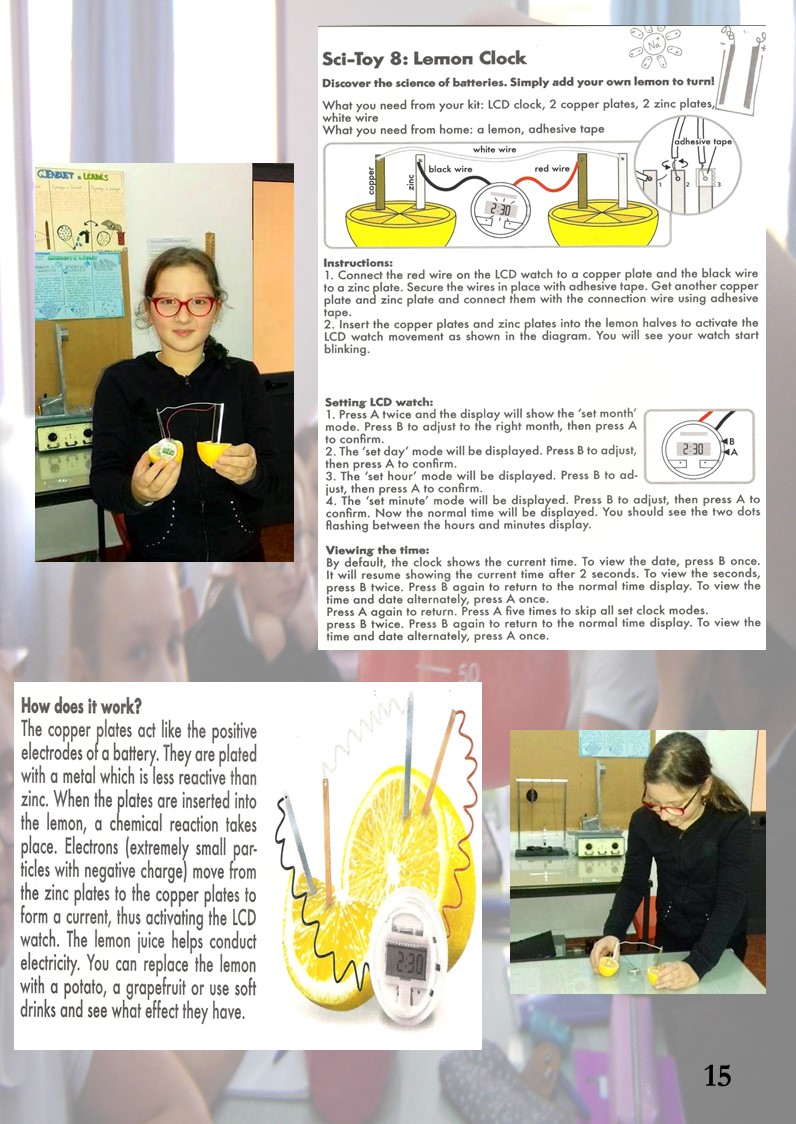 Sci-Toy 8: Lemon Clock
Na
Discover the science of batteries. Simply add your own lemon to turn!
What you need from your kit: LCD clock, 2 copper plates, 2 zinc plates,
white wire
What you need from home: a lemon, adhesive tape
white wire
adhesive tape
copper
zinc
black wire
red wire
1
2
3
2:30
Instructions:
1. Connect the red wire on the LCD watch to a copper plate and the black wire
to a zinc plate. Secure the wires in place with adhesive tape. Get another copper
plate and zinc plate and connect them with the connection wire using adhesive
tape.
2. Insert the copper plates and zinc plates into the lemon halves to activate the
LCD watch movement as shown in the diagram. You will see your watch start
blinking.
Setting LCD watch:
1. Press A twice and the display will show the 'set month'
mode. Press B to adjust to the right month, then press A
to confirm.
2. The 'set day' mode will be displayed. Press B to adjust,
then press A to confirm.
3. The 'set hour' mode will be displayed. Press B to ad-
just, then press A to confirm.
4. The 'set minute' mode will be displayed. Press B to adjust, then press A to
confirm. Now the normal time will be displayed. You should see the two dots
flashing between the hours and minutes display.
B
A
2:30
Viewing the time:
By default, the clock shows the current time. To view the date, press B once.
It will resume showing the current time after 2 seconds. To view the seconds,
press B twice. Press B again to return to the normal time display. To view the
time and date alternately, press A once.
Press A again to return. Press A five times to skip all set clock modes.
press B twice. Press B again to return to the normal time display. To view the
time and date alternately, press A once.
50
How does it work?
The copper plates act like the positive
electrodes of a battery. They are plated
with a metal which is less reactive than
zinc. When the plates are inserted into
the lemon, a chemical reaction takes
place. Electrons (extremely small par-
ticles with negative charge) move from
the zinc plates to the copper plates to
form a current, thus activating the LCD
watch. The lemon juice helps conduct
electricity. You can replace the lemon
with a potato, a grapefruit or use soft
drinks and see what effect they have.
2:30
15